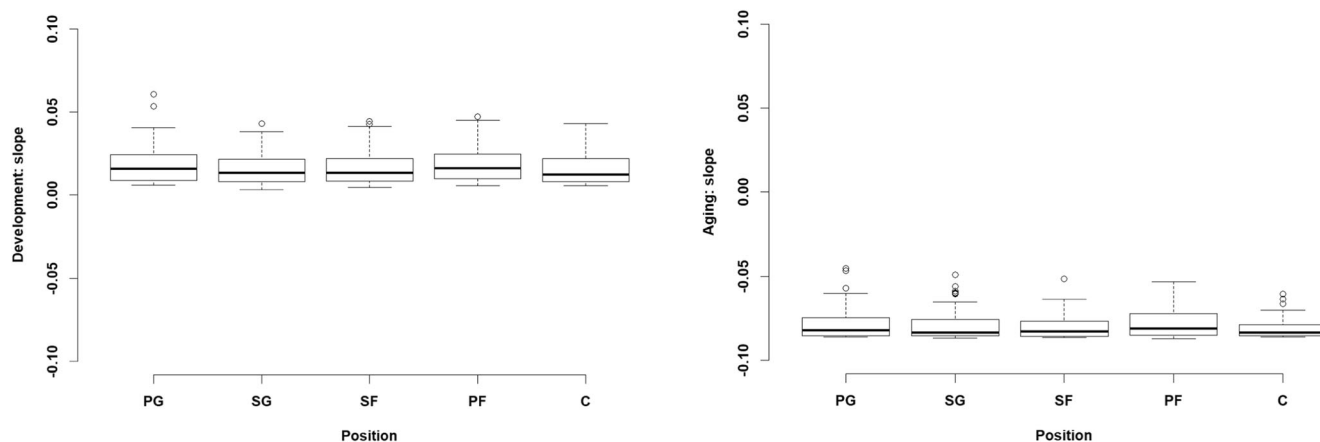 Development: slope
0.10
0.05
0.00
-0.05
-0.10
PG SG SF PF C
Position
Aging: slope
0.10
0.05
0.00
-0.05
-0.10
PG SG SF PF C
Position